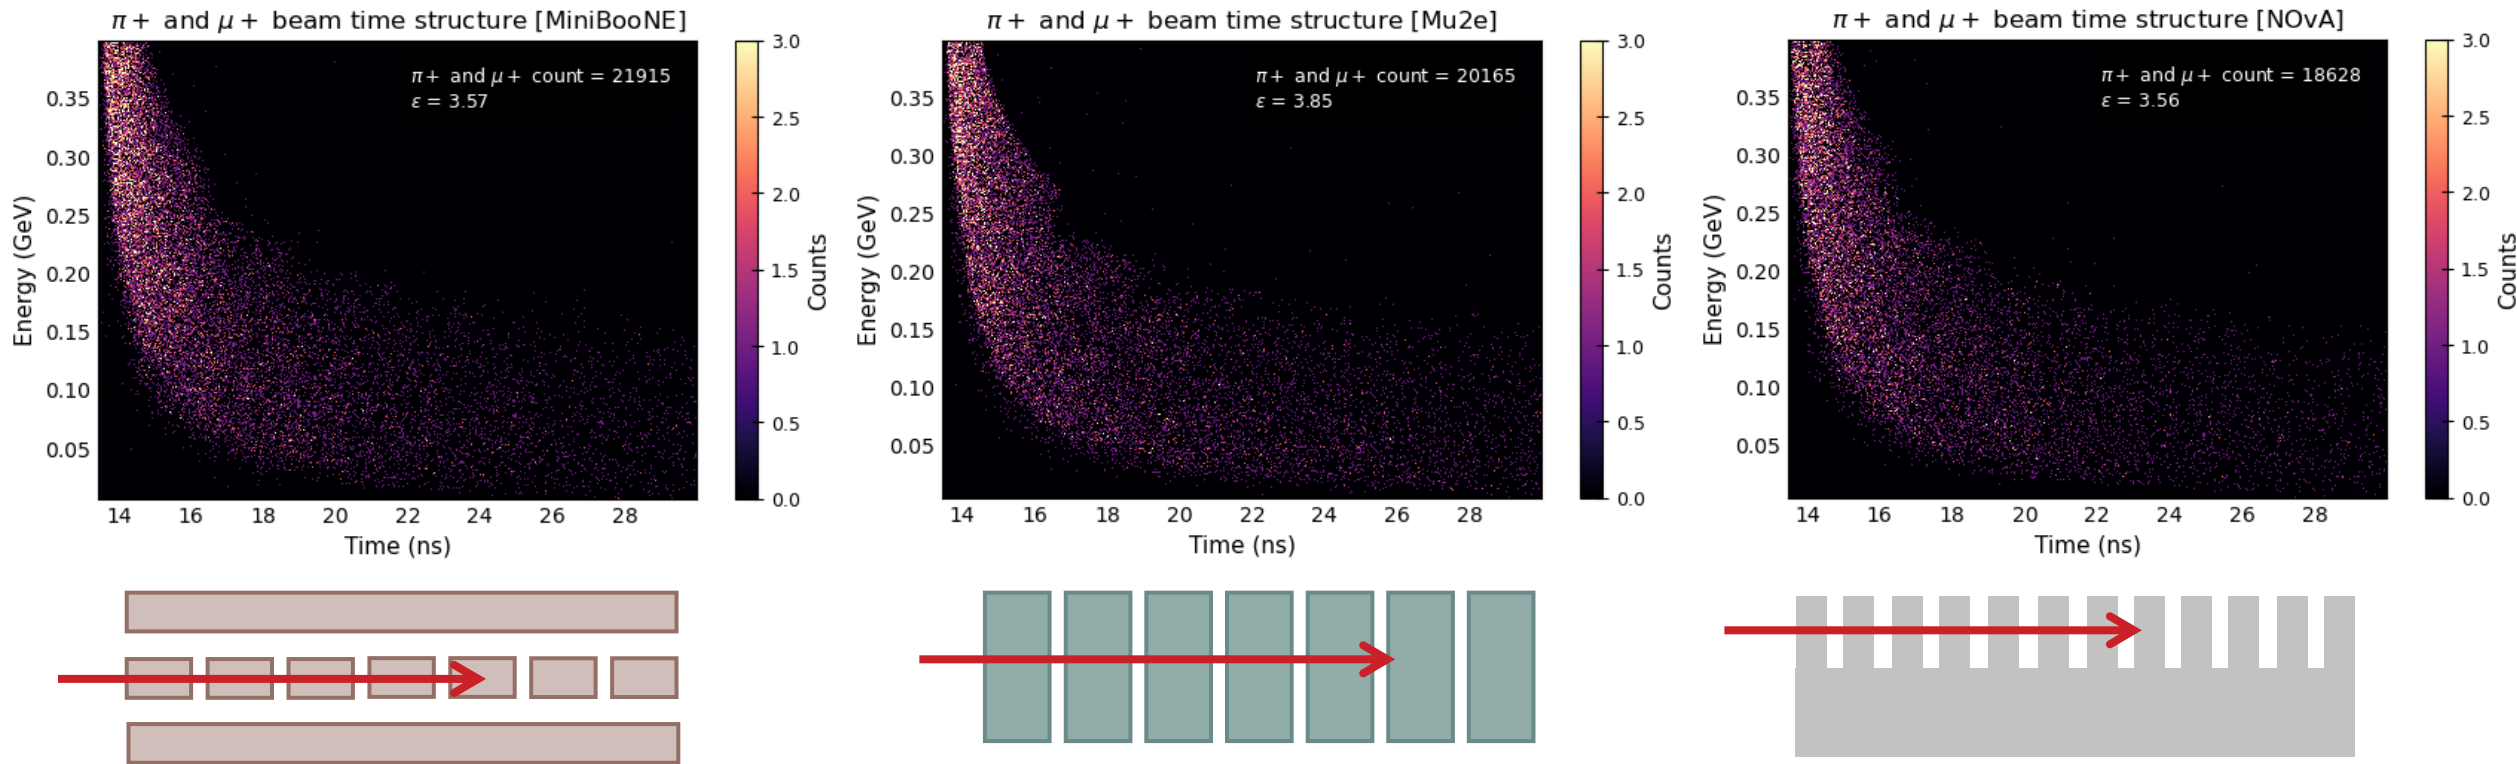 π+ and μ+ beam time structure [MiniBooNE]
π+ and μ+ count = 21915
ε = 3.57
Energy (GeV)
0.35
0.30
0.25
0.20
0.15
0.10
0.05
14 16 18 20 22 24 26 28
Time (ns)
3.0
2.5
2.0
1.5
1.0
0.5
0.0
Counts
π+ and μ+ beam time structure [Mu2e]
π+ and μ+ count = 20165
ε = 3.85
Energy (GeV)
0.35
0.30
0.25
0.20
0.15
0.10
0.05
14 16 18 20 22 24 26 28
Time (ns)
3.0
2.5
2.0
1.5
1.0
0.5
0.0
Counts
π+ and μ+ beam time structure [NOvA]
π+ and μ+ count = 18628
ε = 3.56
Energy (GeV)
0.35
0.30
0.25
0.20
0.15
0.10
0.05
14 16 18 20 22 24 26 28
Time (ns)
3.0
2.5
2.0
1.5
1.0
0.5
0.0
Counts